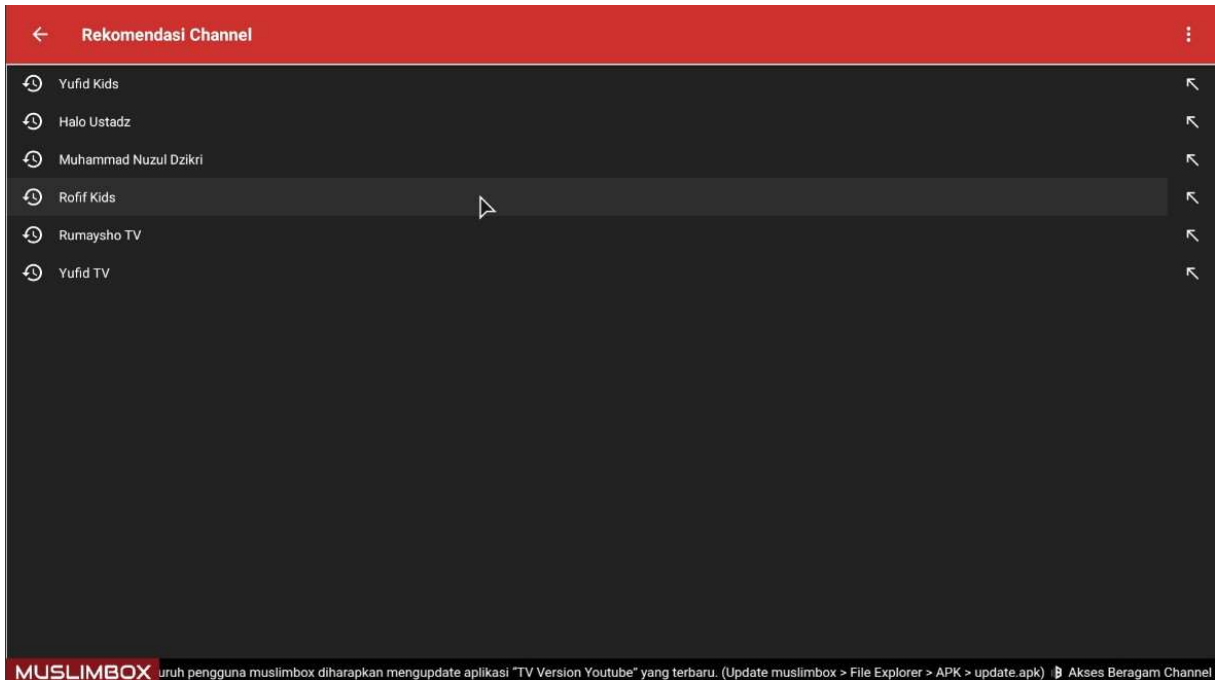 Rekomendasi Channel
Yufid Kids
Halo Ustadz
Muhammad Nuzul Dzikri
Rofif Kids
Rumaysho TV
Yufid TV
MUSLIMBOX uruh pengguna muslimbox diharapkan mengupdate aplikasi "TV Version Youtube" yang terbaru. (Update muslimbox > File Explorer > APK > update.apk) Akses Beragam Channel